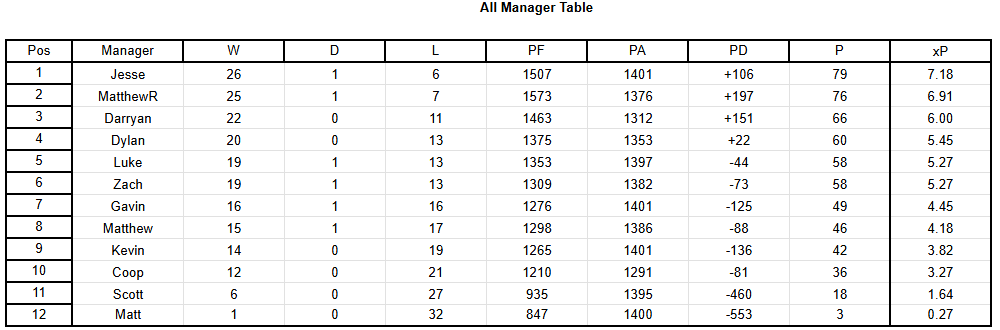 All Manager Table
Pos Manager W D L PF PA PD P xP
1 Jesse 26 1 6 1507 1401 +106 79 7.18
2 MatthewR 25 1 7 1573 1376 +197 76 6.91
3 Darryan 22 0 11 1463 1312 +151 66 6.00
4 Dylan 20 0 13 1375 1353 +22 60 5.45
5 Luke 19 1 13 1353 1397 -44 58 5.27
6 Zach 19 1 13 1309 1382 -73 58 5.27
7 Gavin 16 1 16 1276 1401 -125 49 4.45
8 Matthew 15 1 17 1298 1386 -88 46 4.18
9 Kevin 14 0 19 1265 1401 -136 42 3.82
10 Coop 12 0 21 1210 1291 -81 36 3.27
11 Scott 6 0 27 935 1395 -460 18 1.64
12 Matt 1 0 32 847 1400 -553 3 0.27